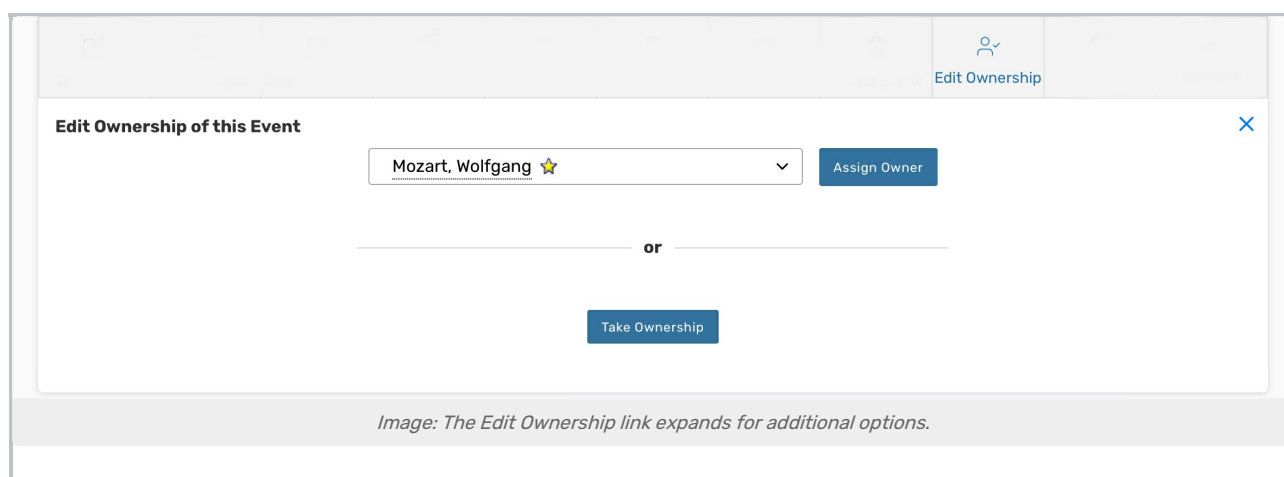 Edit Ownership
Edit Ownership of this Event
Mozart, Wolfgang
Assign Owner
or
Take Ownership
Image: The Edit Ownership link expands for additional options.